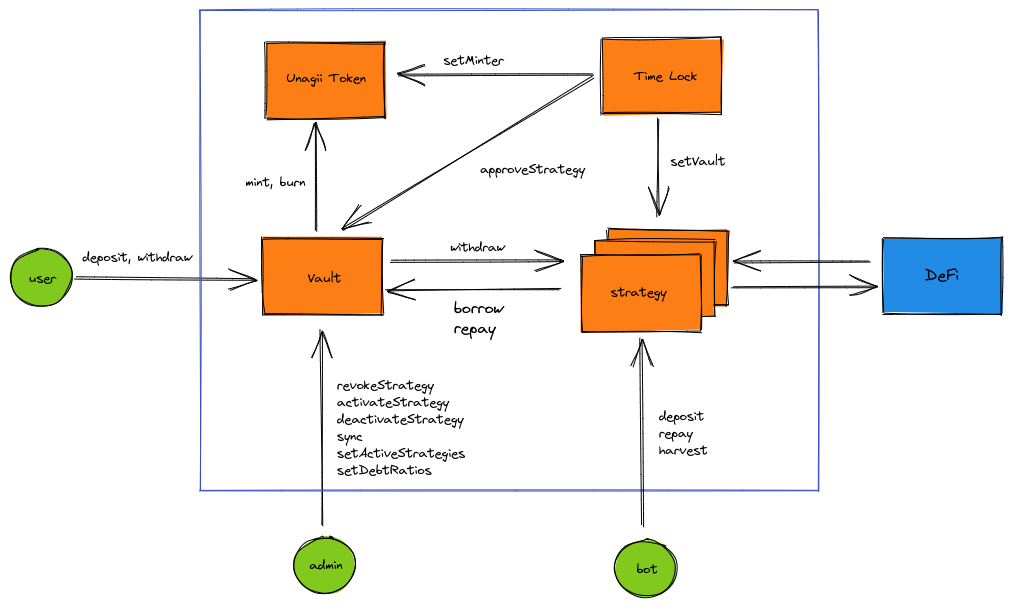 setMinter
Unagii Token
Time Lock
setVault
approveStrategy
mint, burn
deposit, withdraw
withdraw
user
Vault
strategy
DeFi
borrow
repay
revokeStrategy
activateStrategy
deactivateStrategy
sync
setActiveStrategies
setDebtRatios
deposit
repay
harvest
admin
bot